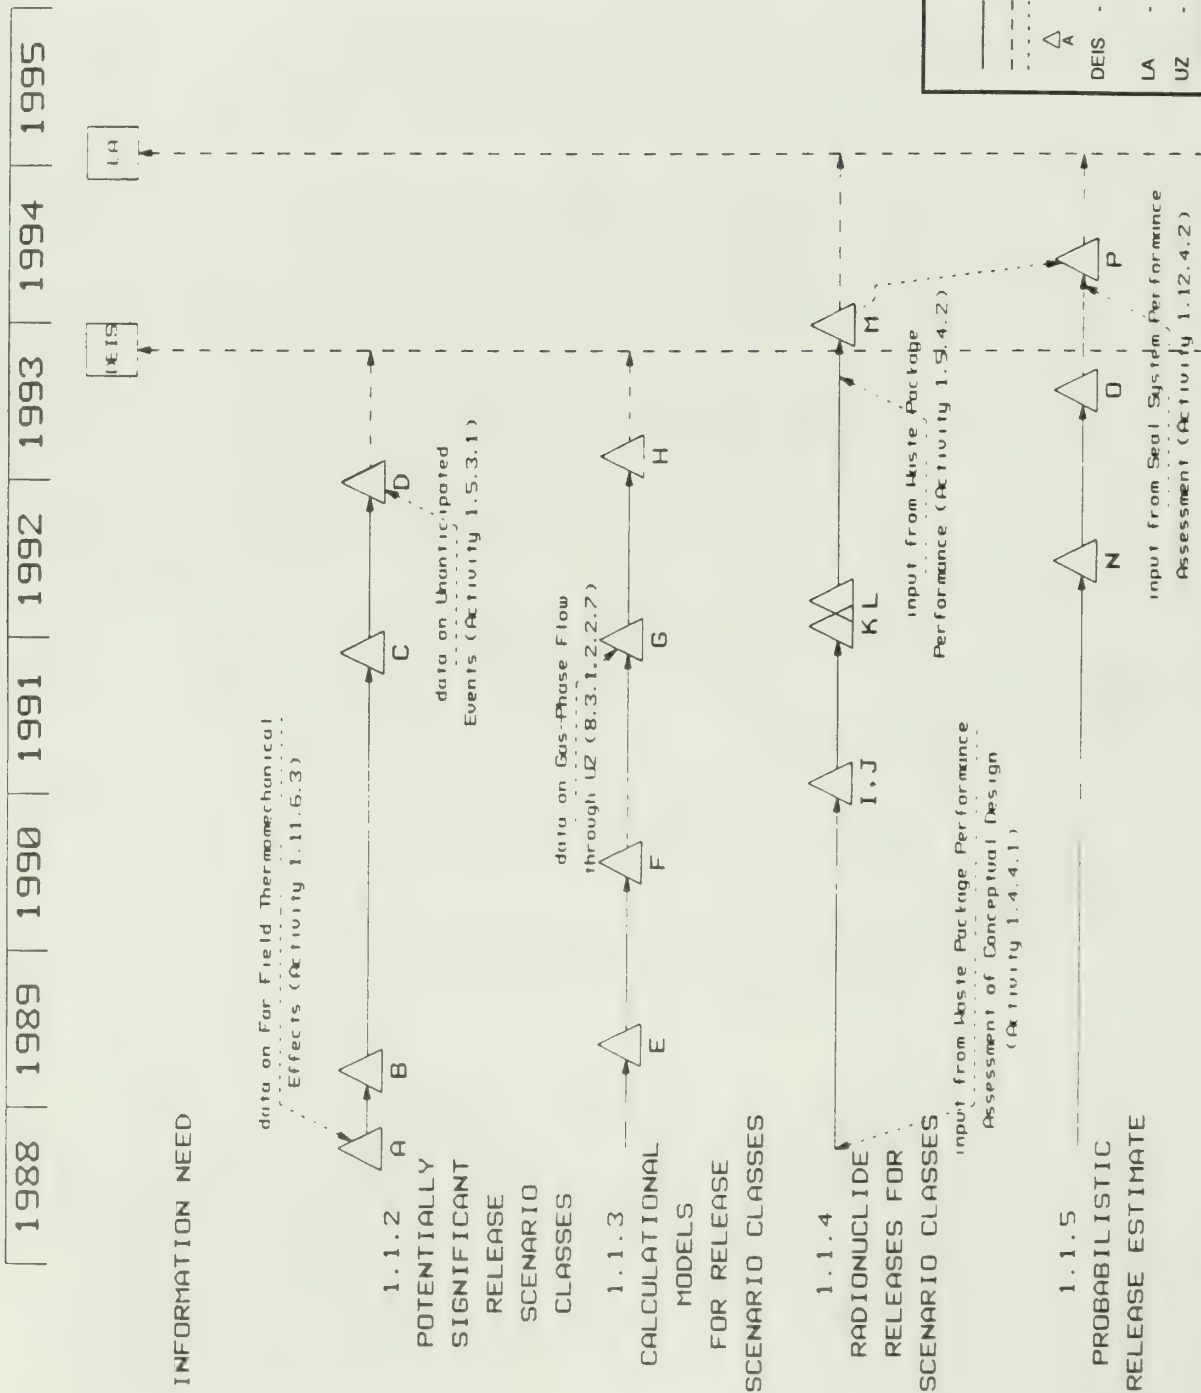 1988 1989 1990 1991 1992 1993 1994 1995
DEIS
LA
INFORMATION NEED
data on Far Field Thermomechanical
Effects (Activity 1.11.6.3)
1.1.2
POTENTIALLY
SIGNIFICANT
RELEASE
SCENARIO
CLASSES
A
B
C
D
data on Unanticipated
Events (Activity 1.5.3.1)
data on Gas-Phase Flow
through UZ (8.3.1.2.2.7)
1.1.3
CALCULATIONAL
MODELS
FOR RELEASE
SCENARIO CLASSES
E
F
G
H
1.1.4
RADIONUCLIDE
RELEASES FOR
SCENARIO CLASSES
I,J
K L
M
input from Waste Package
Performance (Activity 1.5.4.2)
input from Waste Package Performance
Assessment of Conceptual Design
(Activity 1.4.4.1)
1.1.5
PROBABILISTIC
RELEASE ESTIMATE
N
O
P
input from Seal System Performance
Assessment (Activity 1.12.4.2)
A
DEIS -
LA -
UZ -